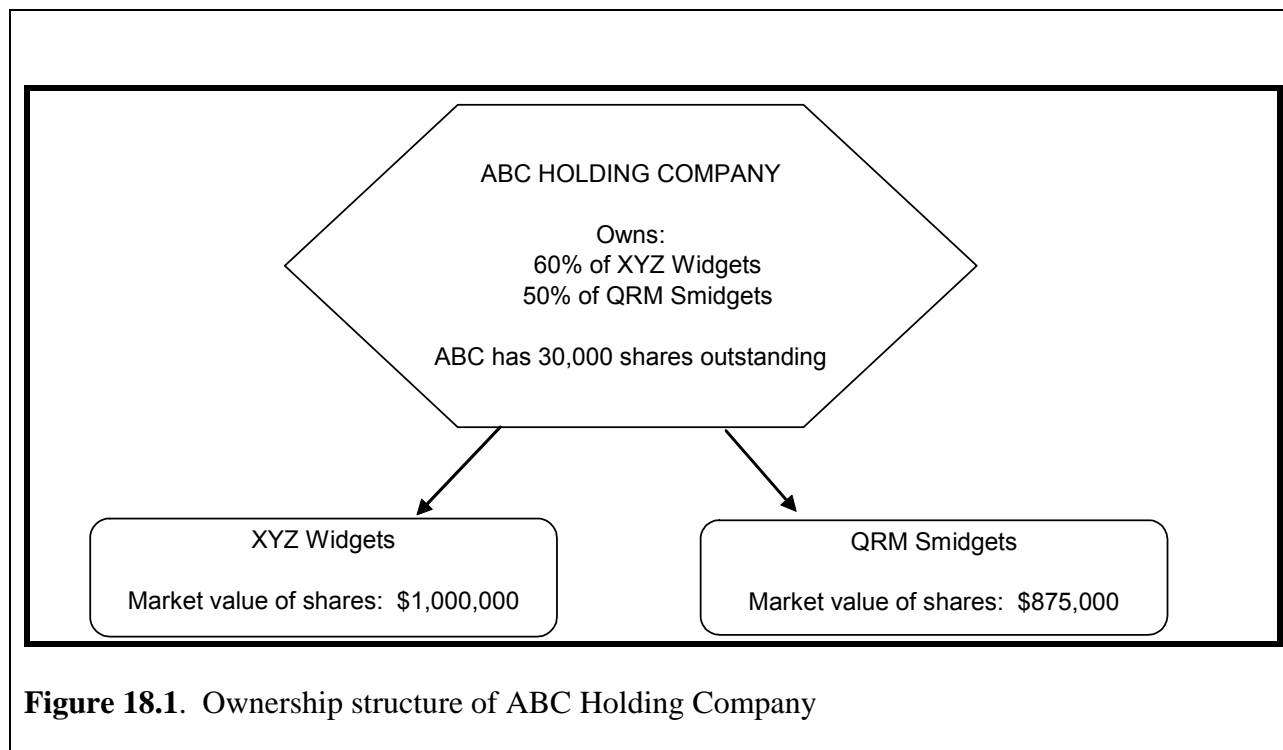 ABC HOLDING COMPANY
Owns:
60% of XYZ Widgets
50% of QRM Smidgets
ABC has 30,000 shares outstanding
XYZ Widgets
Market value of shares:  $1,000,000
QRM Smidgets
Market value of shares:  $875,000
Figure 18.1.  Ownership structure of ABC Holding Company